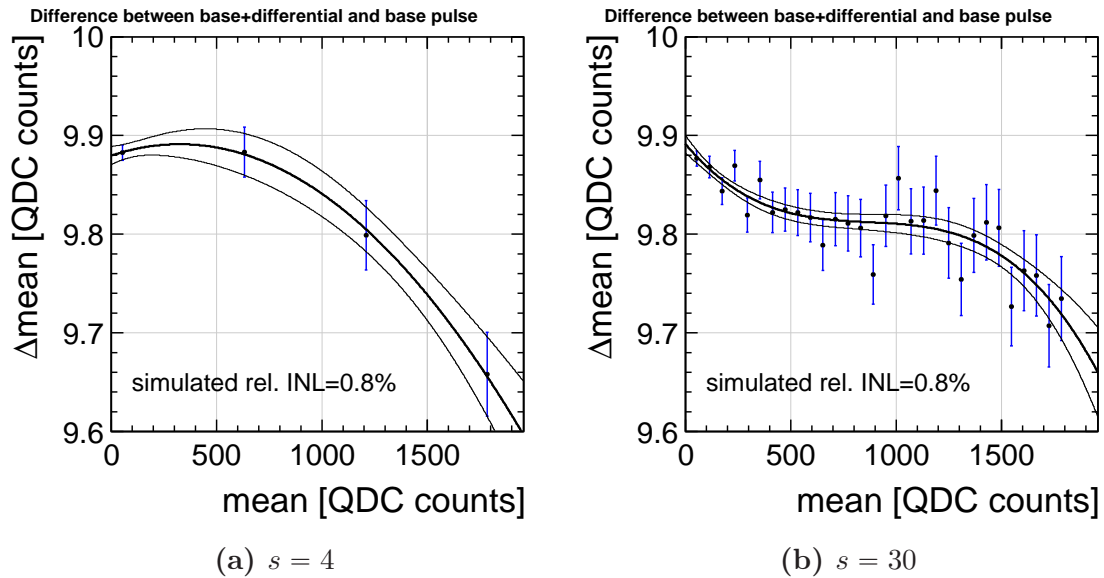 Difference between base+differential and base pulse
Δmean [QDC counts]
10
9.9
9.8
9.7
9.6
simulated rel. INL=0.8%
0 500 1000 1500
mean [QDC counts]
(a) s = 4
Difference between base+differential and base pulse
Δmean [QDC counts]
10
9.9
9.8
9.7
9.6
simulated rel. INL=0.8%
0 500 1000 1500
mean [QDC counts]
(b) s = 30